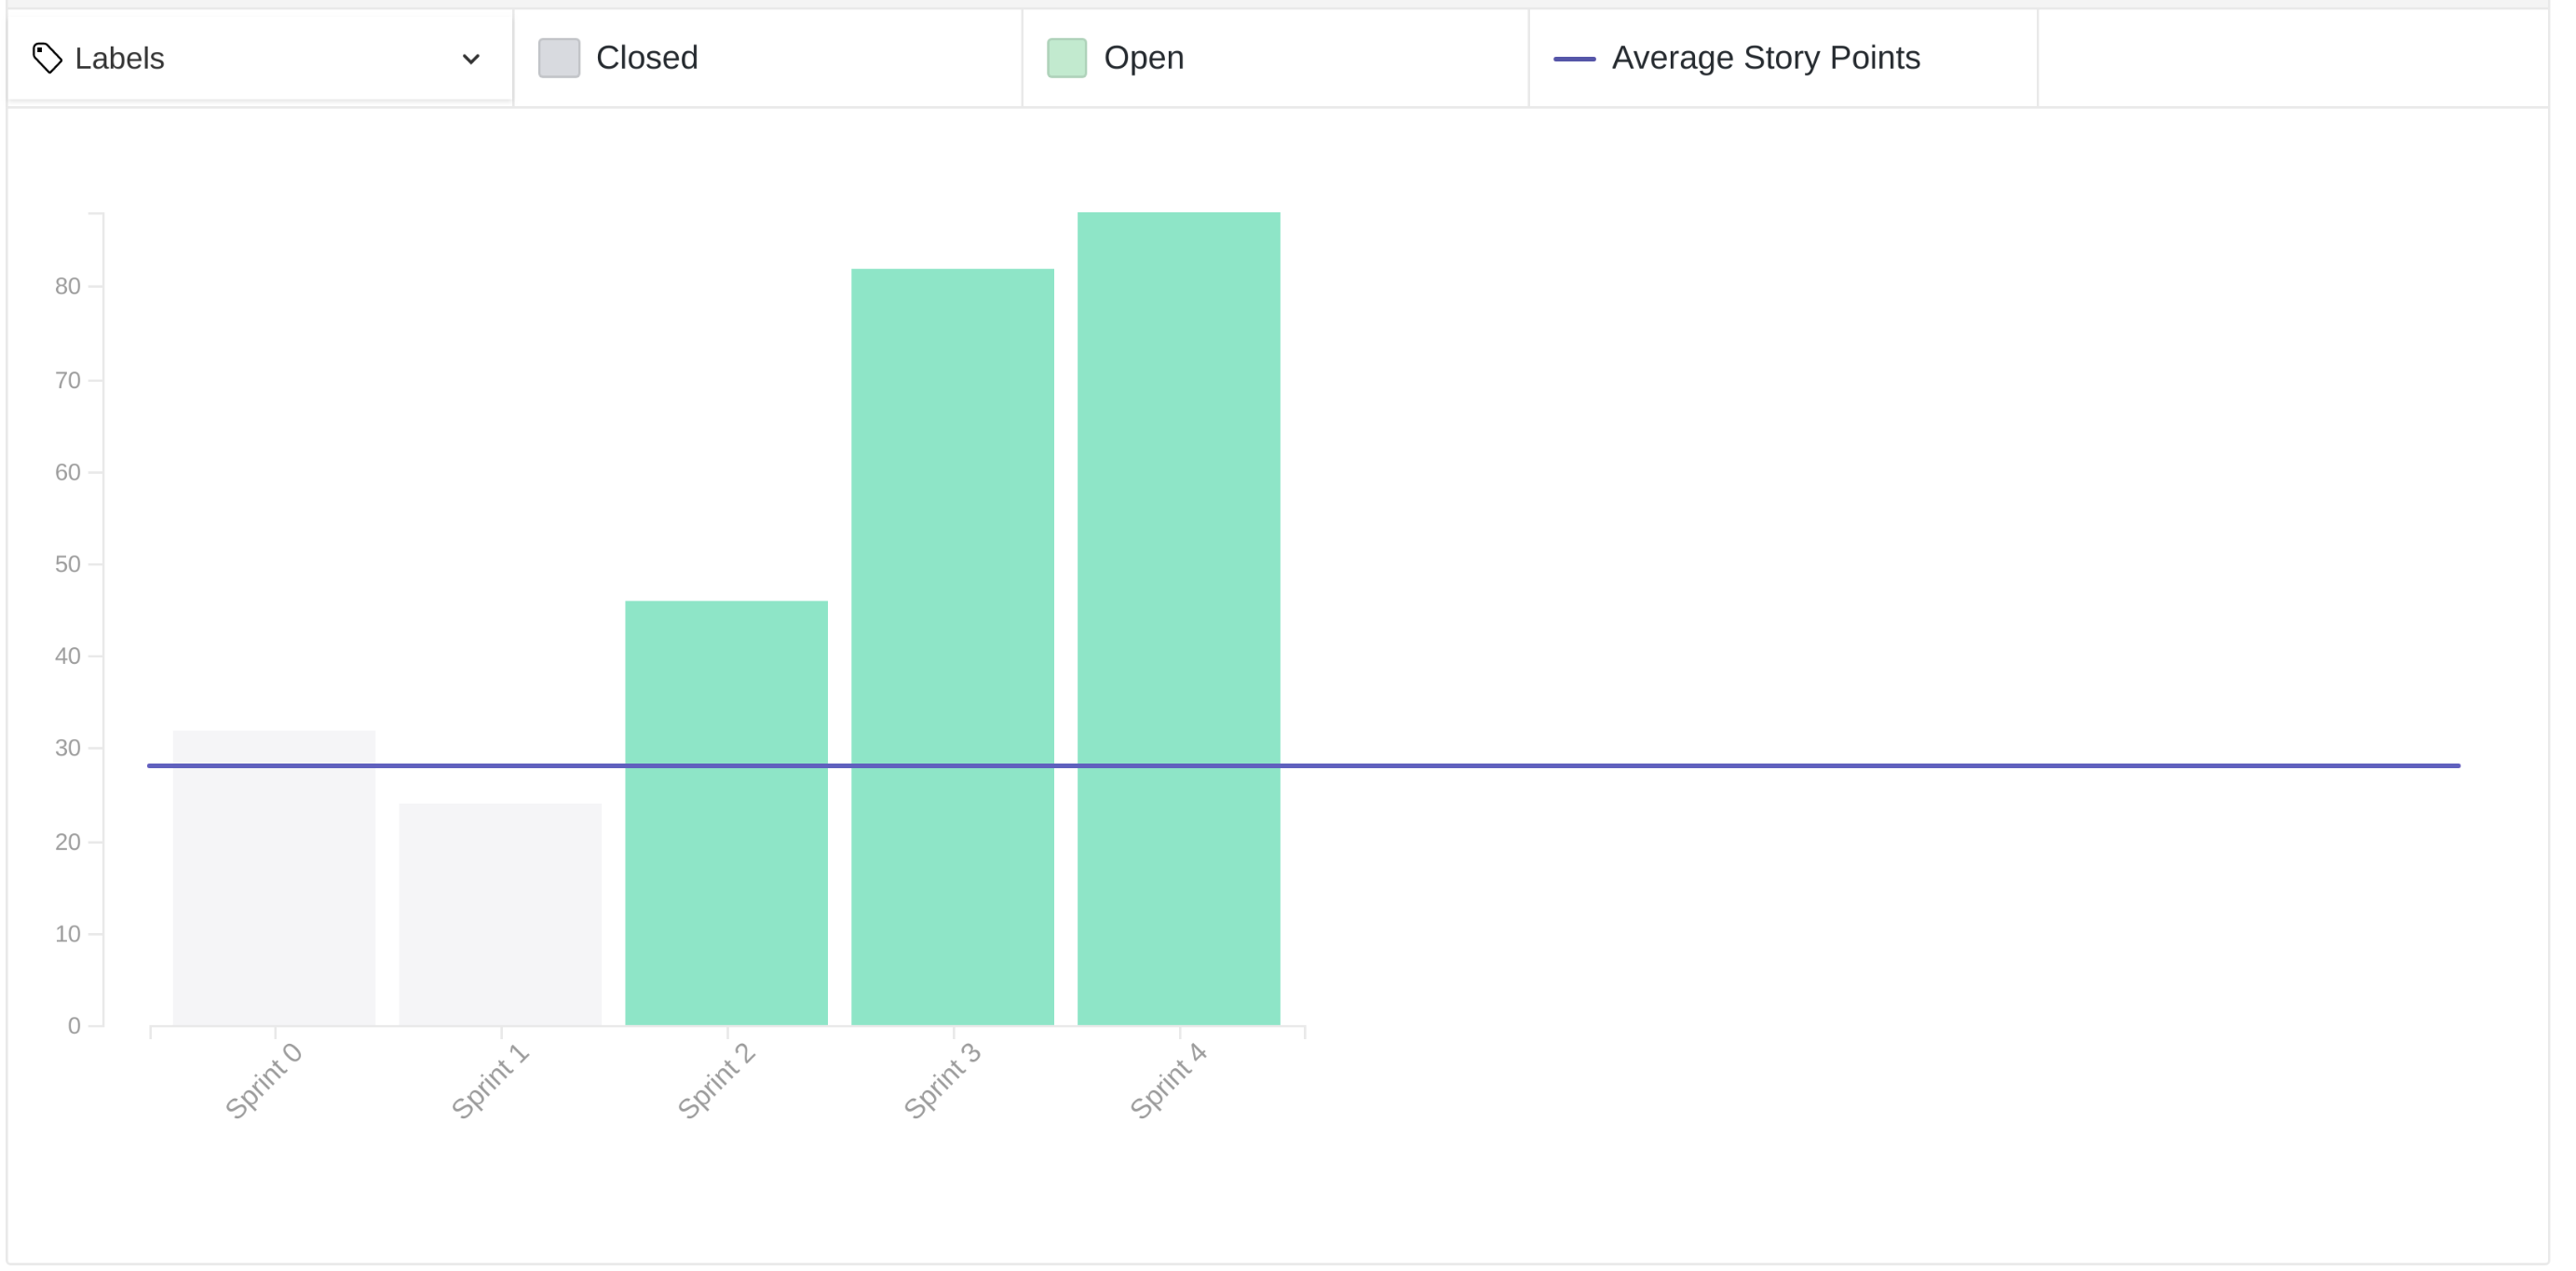 Labels
Closed
Open
Average Story Points
80
70
60
50
40
30
20
10
0
Sprint 0
Sprint 1
Sprint 2
Sprint 3
Sprint 4